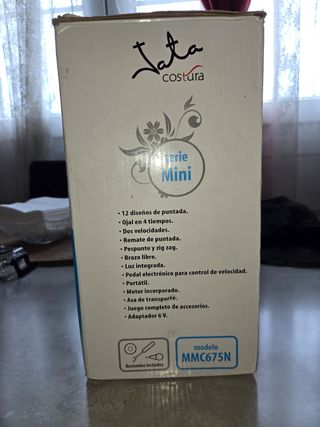 Jata
costura
serie
Mini
• 12 diseños de puntada.
• Ojal en 4 tiempos.
• Dos velocidades.
• Remate de puntada.
• Pespunte y zig zag.
• Brazo libre.
• Luz integrada.
• Pedal electrónico para control de velocidad.
• Portátil.
• Motor incorporado.
• Asa de transporte.
• Juego completo de accesorios.
• Adaptador 6 V.
Accesorios incluidos
modelo
MMC675N